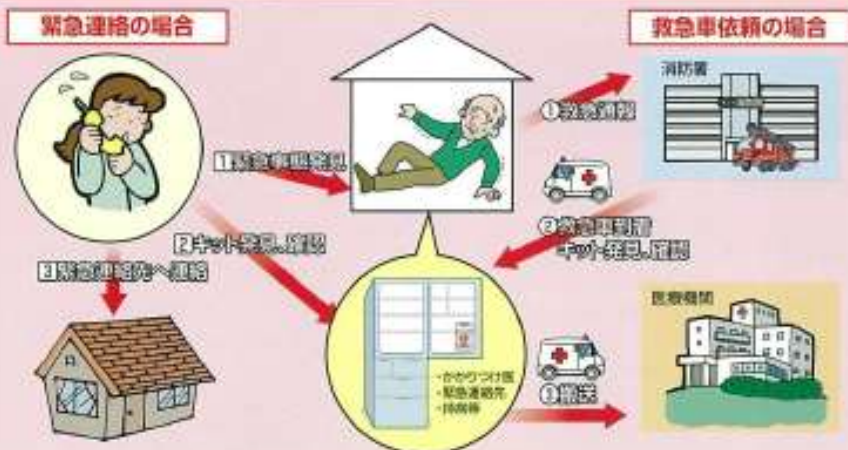 緊急連絡の場合
救急車依頼の場合
消防署
①救急通報
1緊急事態発見
②救急車到着
キット発見、確認
2キット発見、確認
3緊急連絡先へ連絡
医療機関
・かかりつけ医
・緊急連絡先
・持病等
③搬送